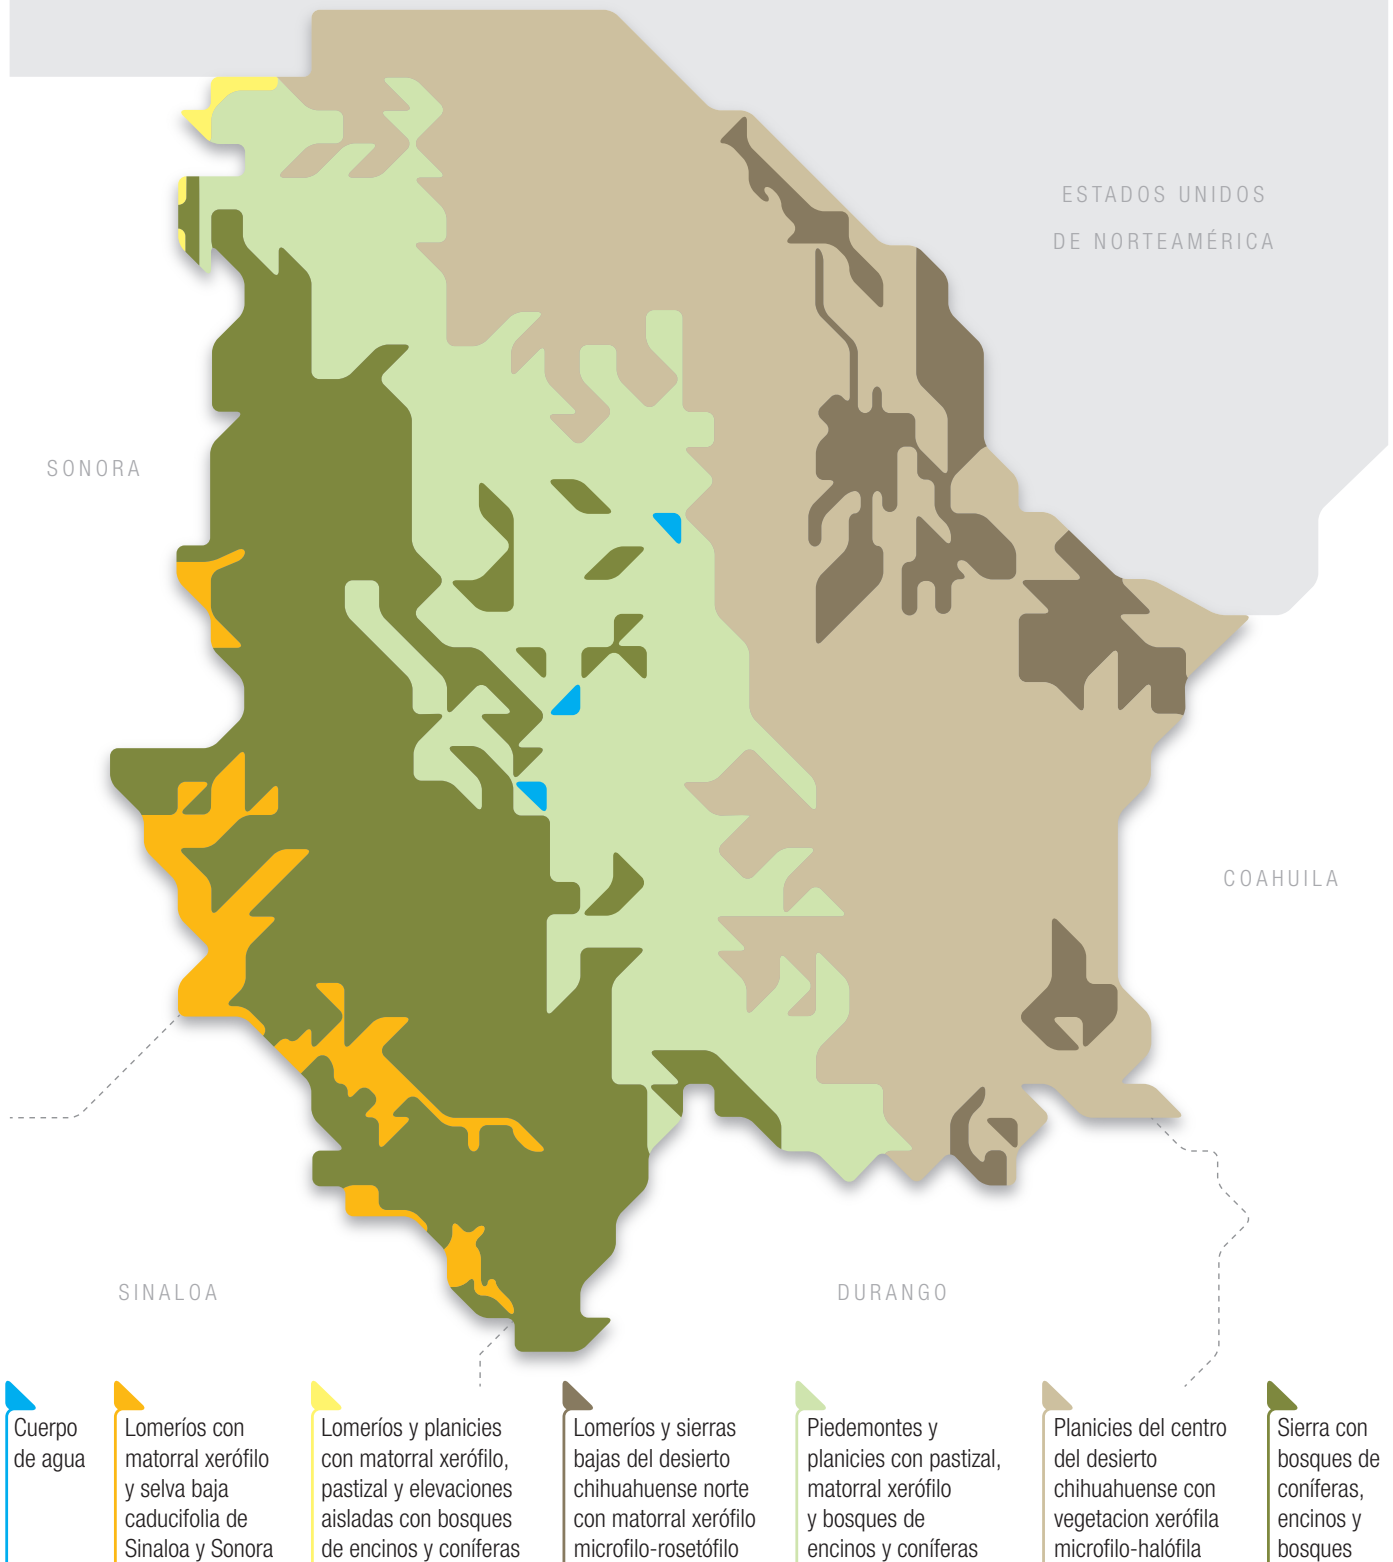 ESTADOS UNIDOS
DE NORTEAMÉRICA
SONORA
COAHUILA
SINALOA
DURANGO
Cuerpo
de agua
Lomeríos con
matorral xerófilo
y selva baja
caducifolia de
Sinaloa y Sonora
Lomeríos y planicies
con matorral xerófilo,
pastizal y elevaciones
aisladas con bosques
de encinos y coníferas
Lomeríos y sierras
bajas del desierto
chihuahuense norte
con matorral xerófilo
microfilo-rosetófilo
Piedemontes y
planicies con pastizal,
matorral xerófilo
y bosques de
encinos y coníferas
Planicies del centro
del desierto
chihuahuense con
vegetacion xerófila
microfilo-halófila
Sierra con
bosques de
coníferas,
encinos y
bosques